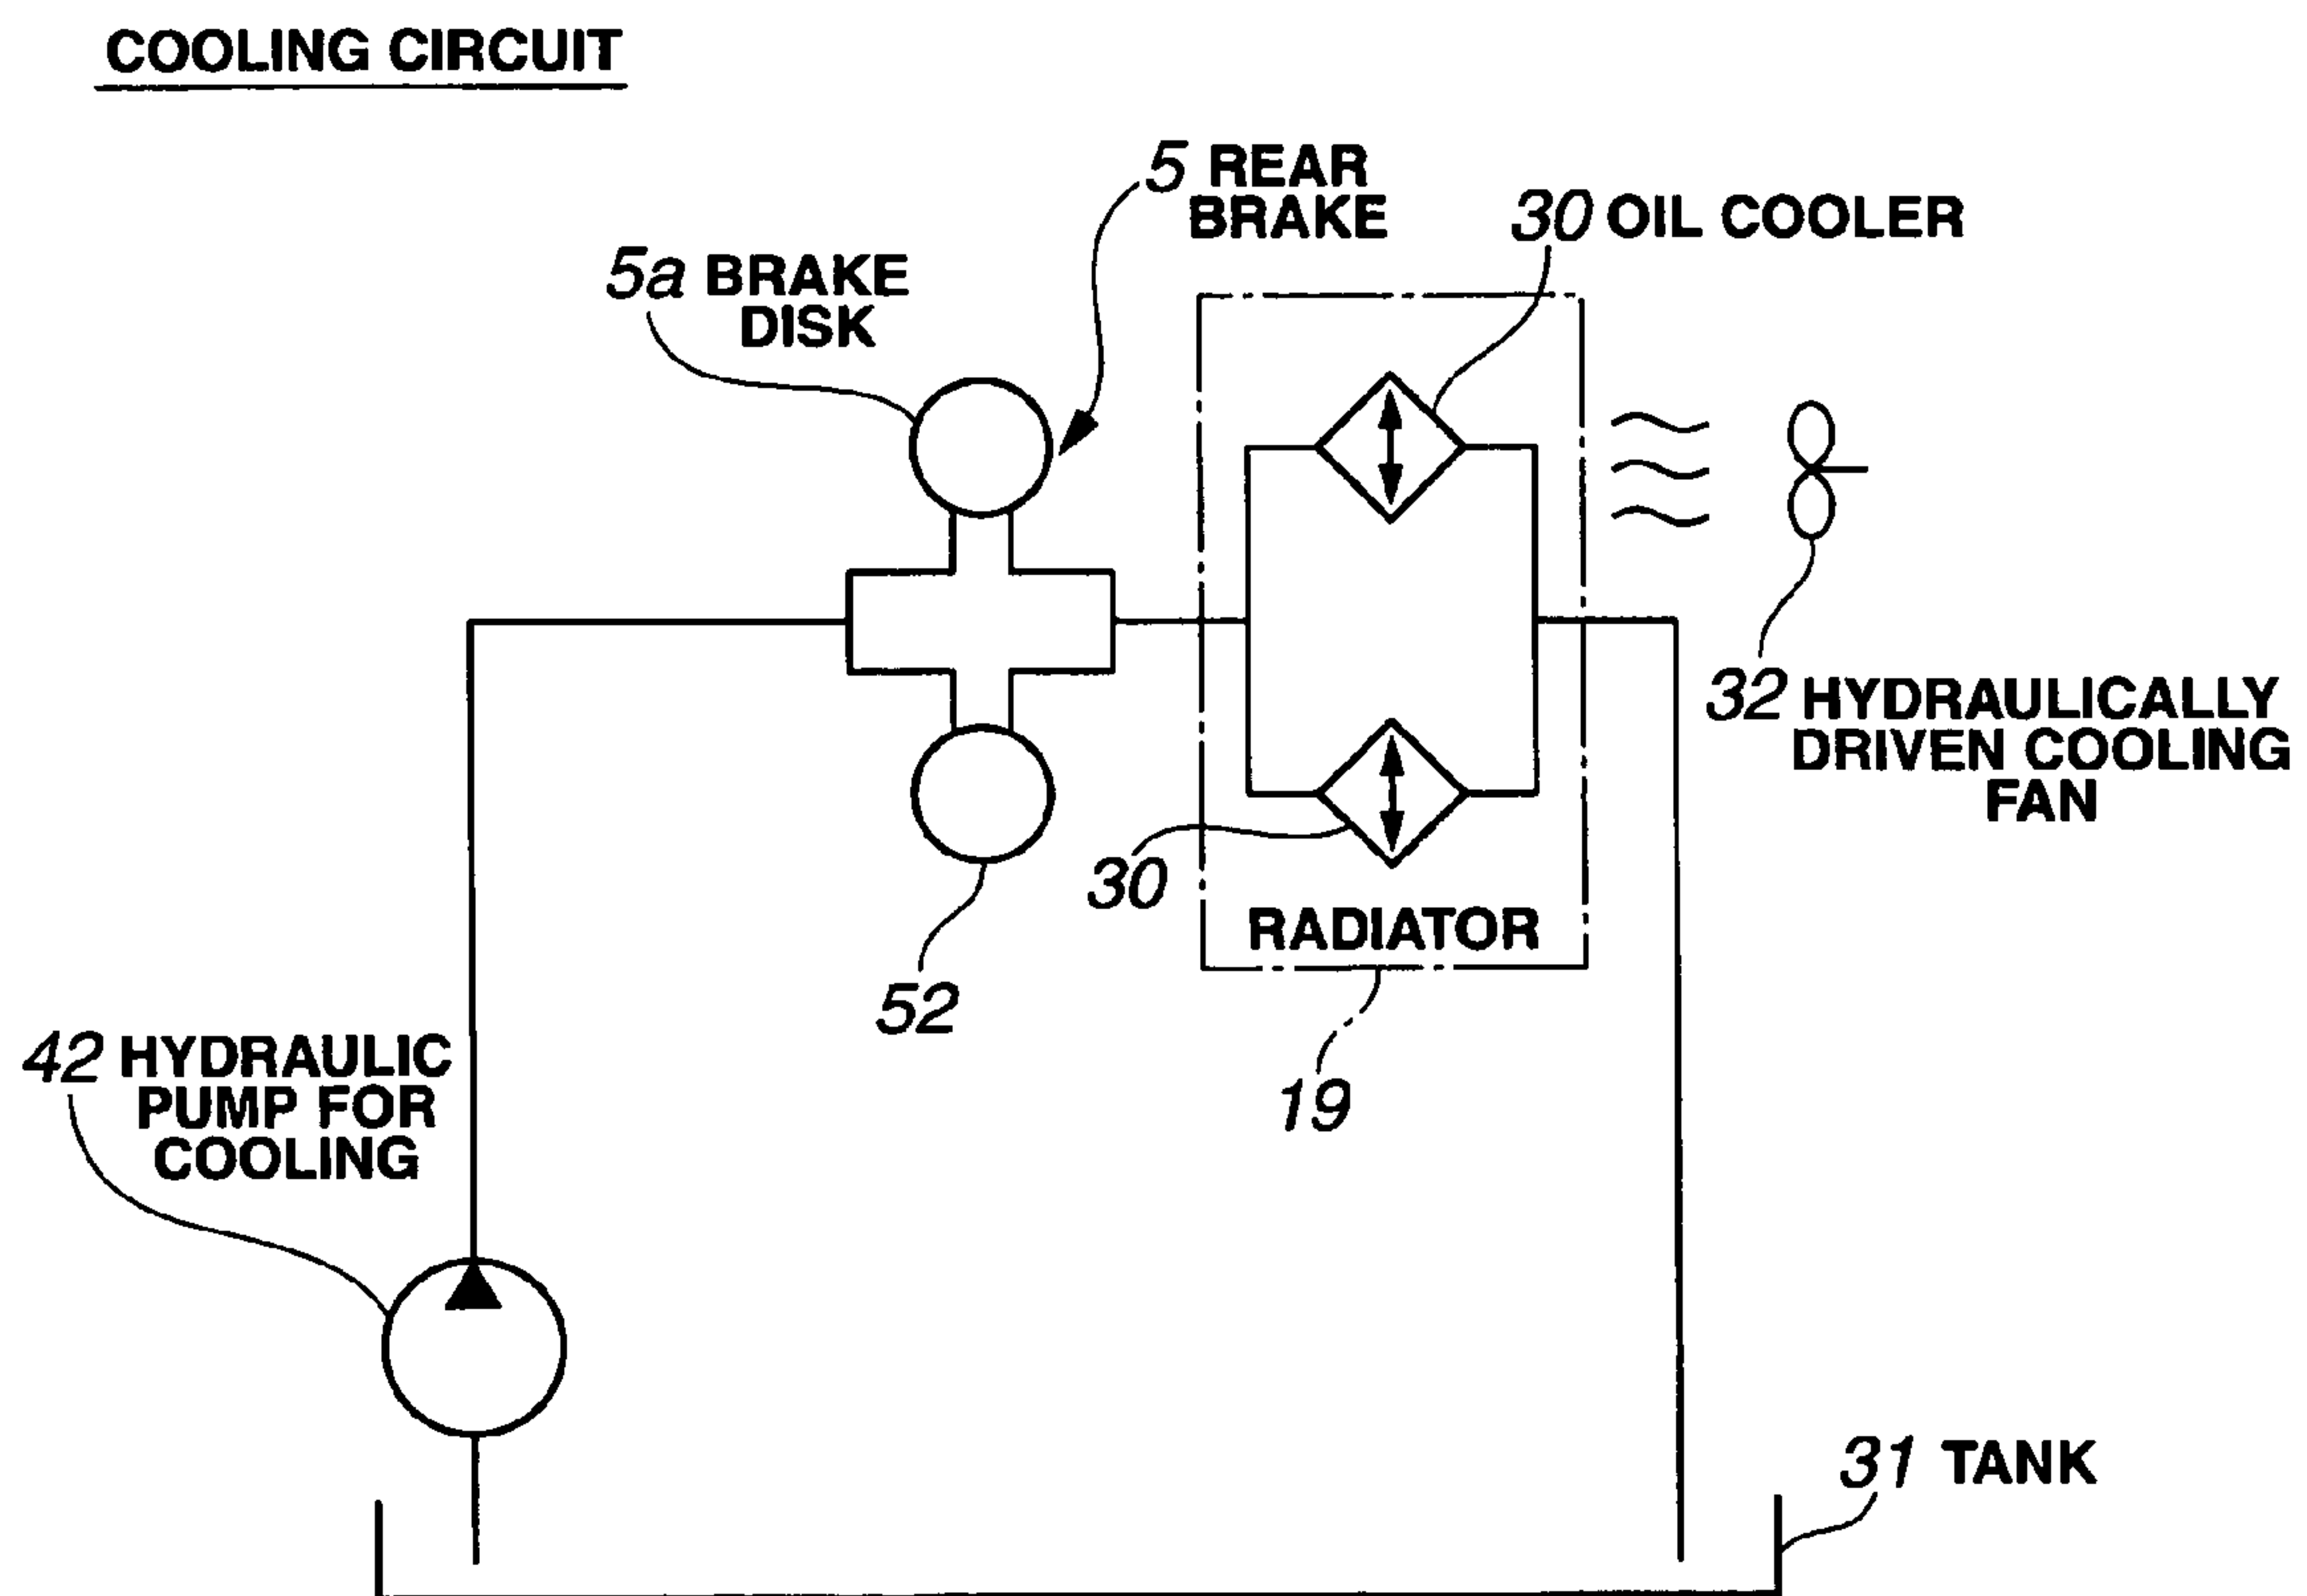 COOLING CIRCUIT
5 REAR
BRAKE
30 OIL COOLER
5a BRAKE
DISK
32 HYDRAULICALLY
DRIVEN COOLING
FAN
30
RADIATOR
52
19
42 HYDRAULIC
PUMP FOR
COOLING
31 TANK